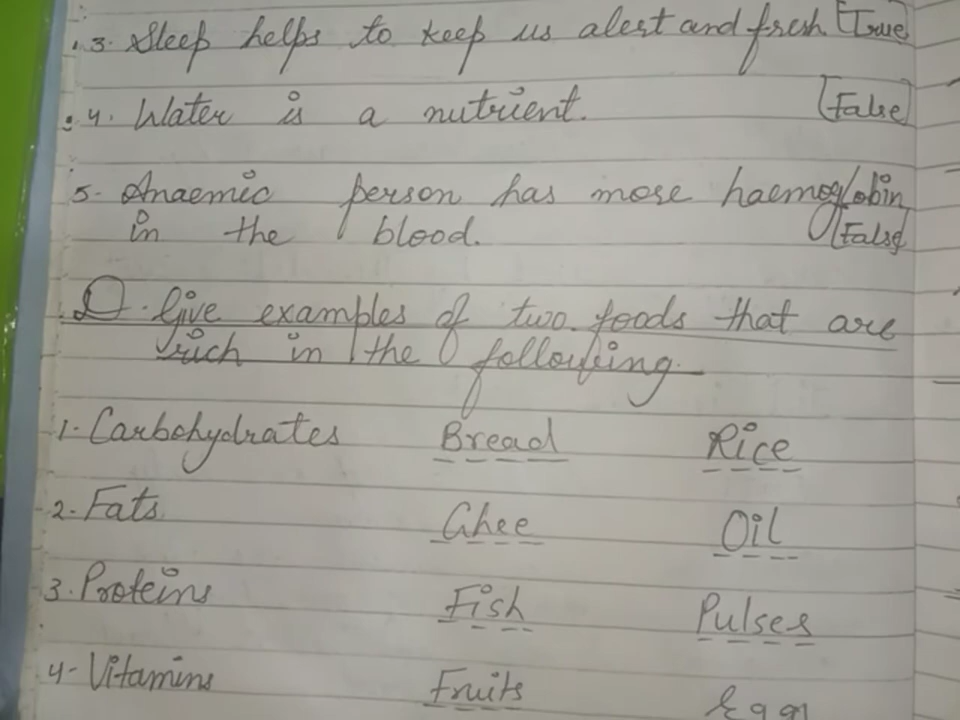 3. Sleep helps to keep us alert and fresh. [True]
4. Water is a nutrient. [False]
5. Anaemic person has more haemoglobin
in the blood. [False]
D. Give examples of two foods that are
rich in the following.
1. Carbohydrates Bread Rice
2. Fats Ghee Oil
3. Proteins Fish Pulses
4. Vitamins Fruits